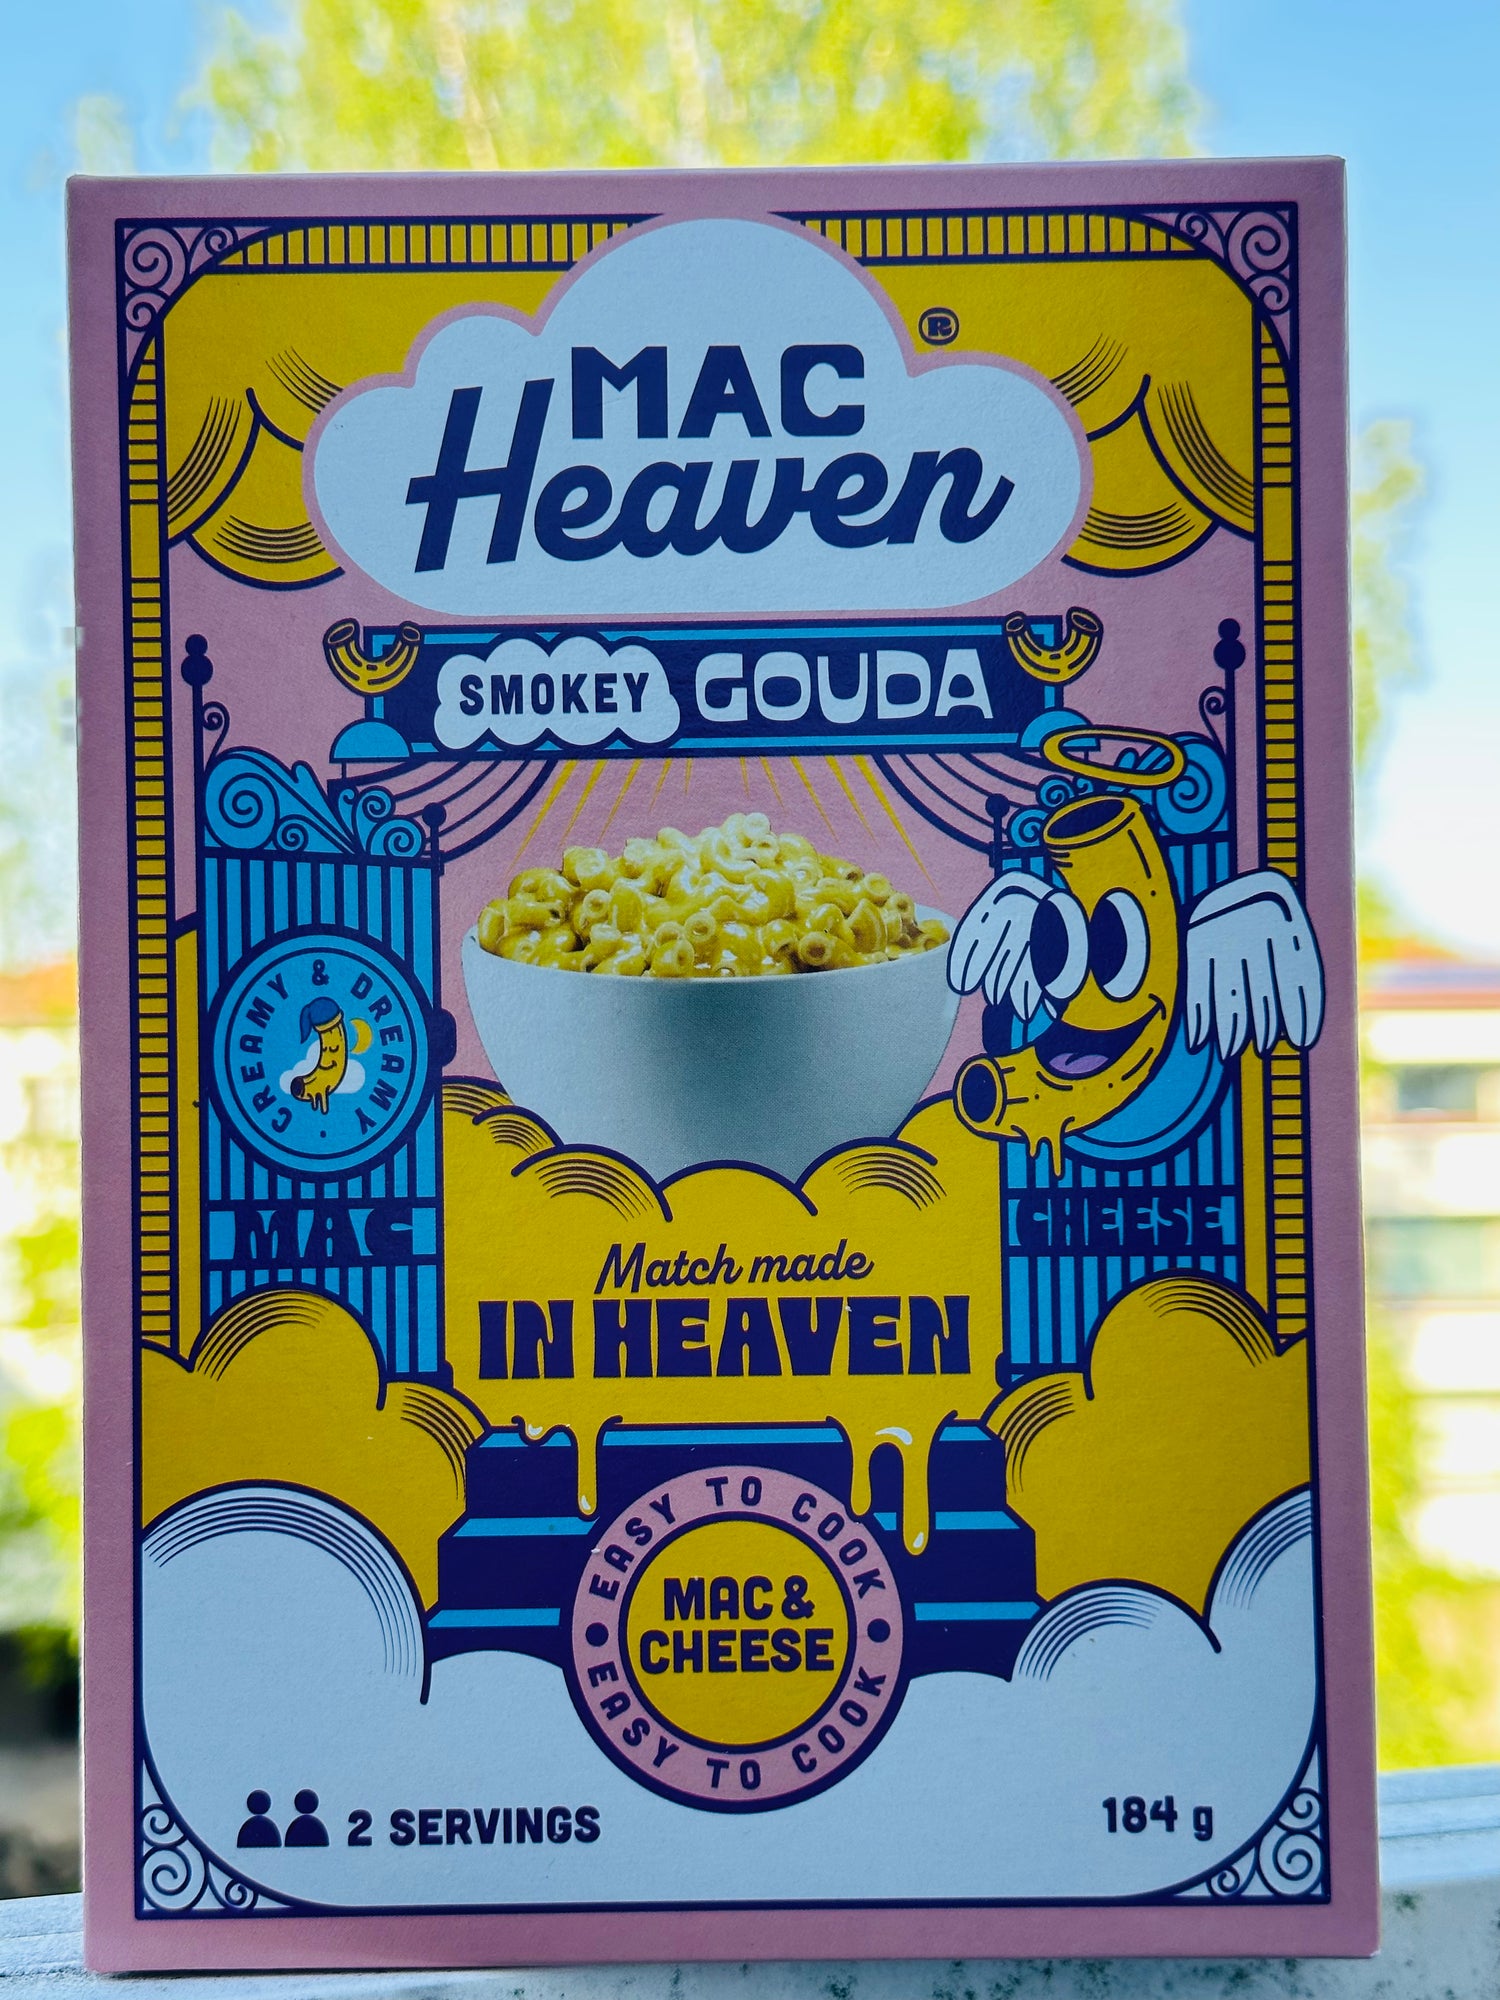 MAC
Heaven®
SMOKEY GOUDA
CREAMY & DREAMY ·
MAC
CHEESE
Match made
IN HEAVEN
EASY TO COOK • EASY TO COOK •
MAC &
CHEESE
2 SERVINGS
184 g